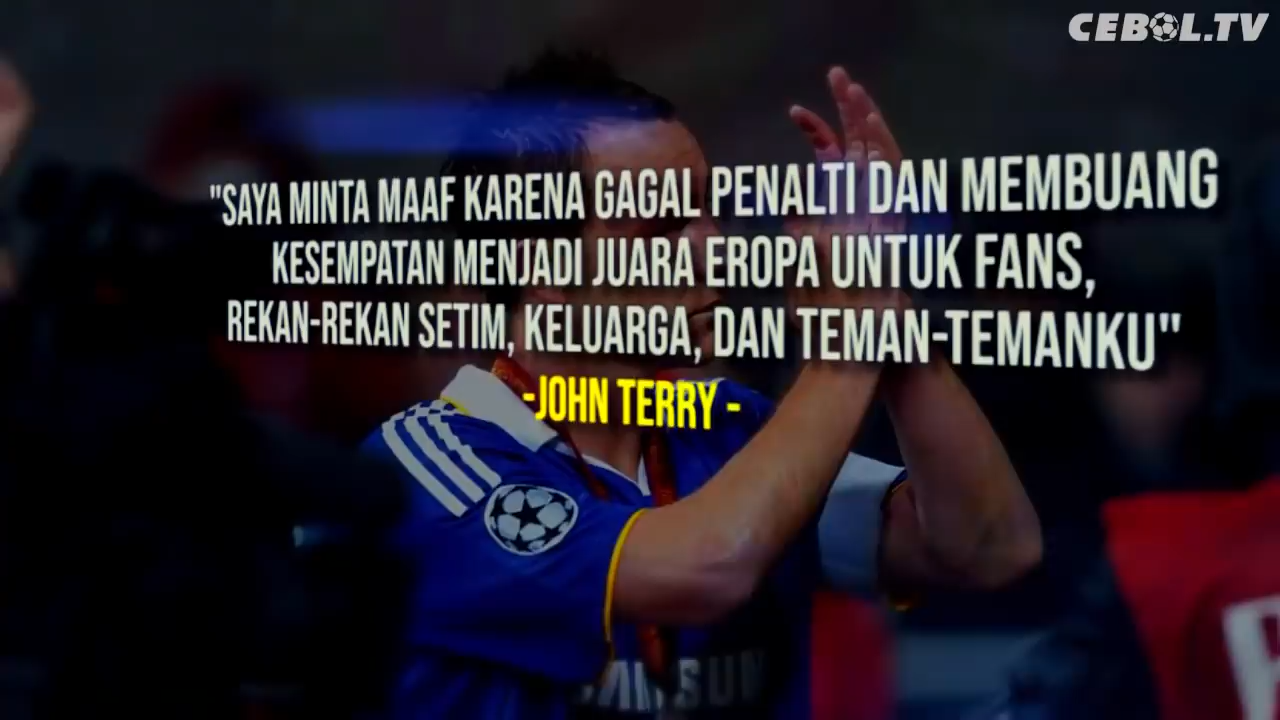 CEBOL.TV
"SAYA MINTA MAAF KARENA GAGAL PENALTI DAN MEMBUANG
KESEMPATAN MENJADI JUARA EROPA UNTUK FANS,
REKAN-REKAN SETIM, KELUARGA, DAN TEMAN-TEMANKU"
-JOHN TERRY -
SAMSUNG